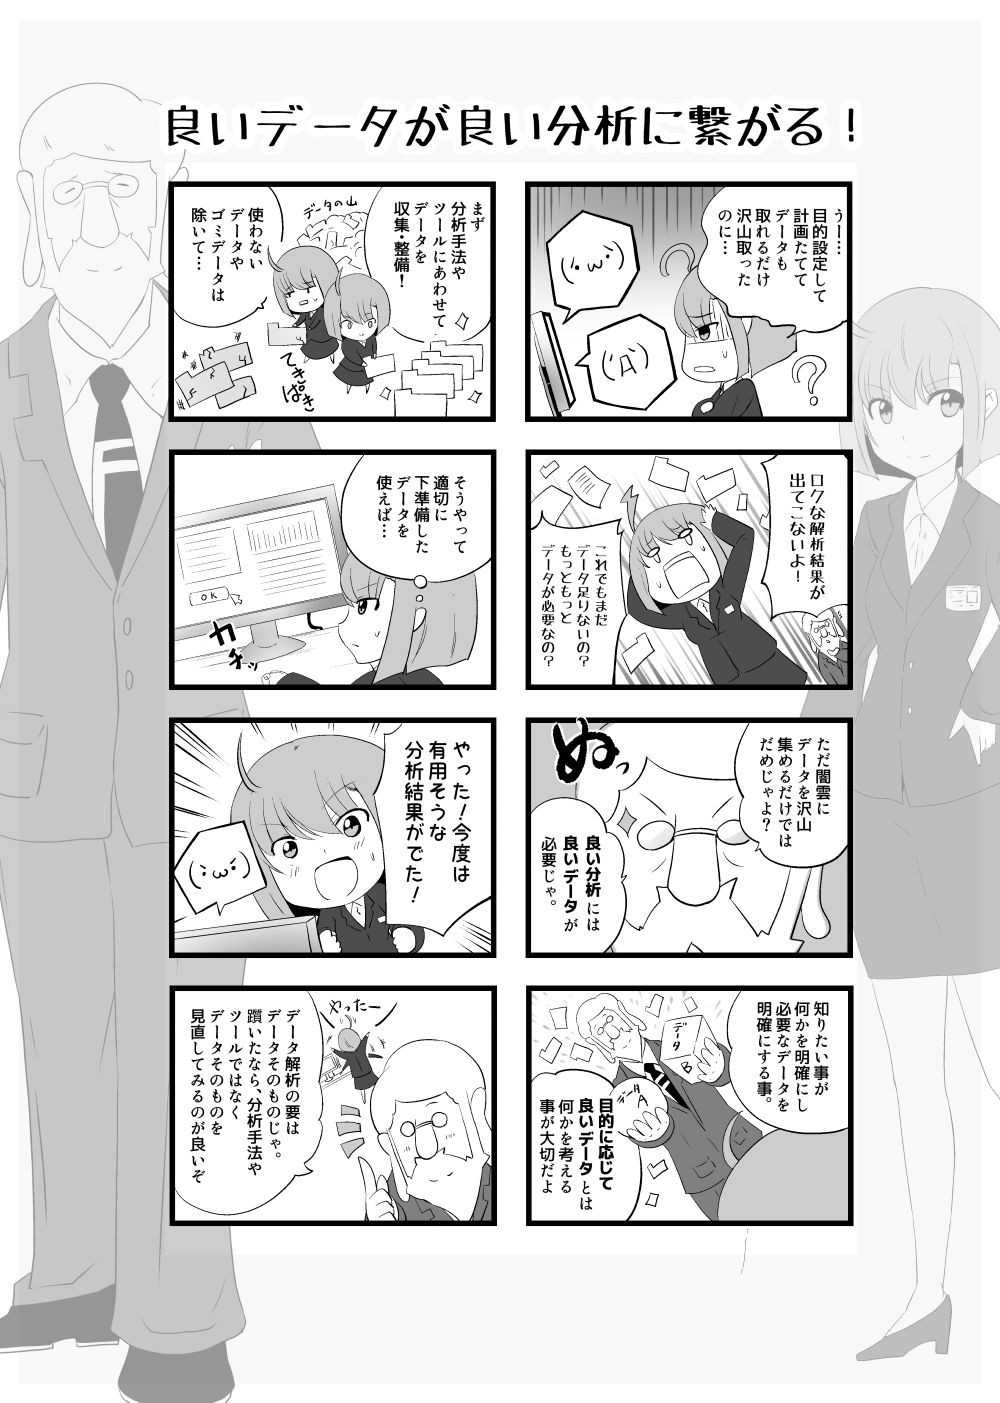 良いデータが良い分析に繋がる！
うー…
目的設定して
計画たてて
データも
取れるだけ
沢山取った
のに…
(・ω・)
(´A`)
？
ロクな解析結果が
出てこないよ！
これでもまだ
データ足りないの？
もっともっと
データが必要なの？
ただ闇雲に
データを沢山
集めるだけでは
だめじゃよ？
ぬっ
良い分析には
良いデータが
必要じゃ。
知りたい事が
何かを明確にし
必要なデータを
明確にする事。
データ
B
データ
A
目的に応じて
良いデータとは
何かを考える
事が大切だよ
まず
分析手法や
ツールにあわせて
データを
収集・整備！
データの山
使わない
データや
ゴミデータは
除いて…
てきぱき
そうやって
適切に
下準備した
データを
使えば…
OK
カチッ
やった！今度は
有用そうな
分析結果がでた！
(・ω・)
やったー
データ解析の要は
データそのものじゃ。
躓いたなら、分析手法や
ツールではなく
データそのものを
見直してみるのが良いぞ